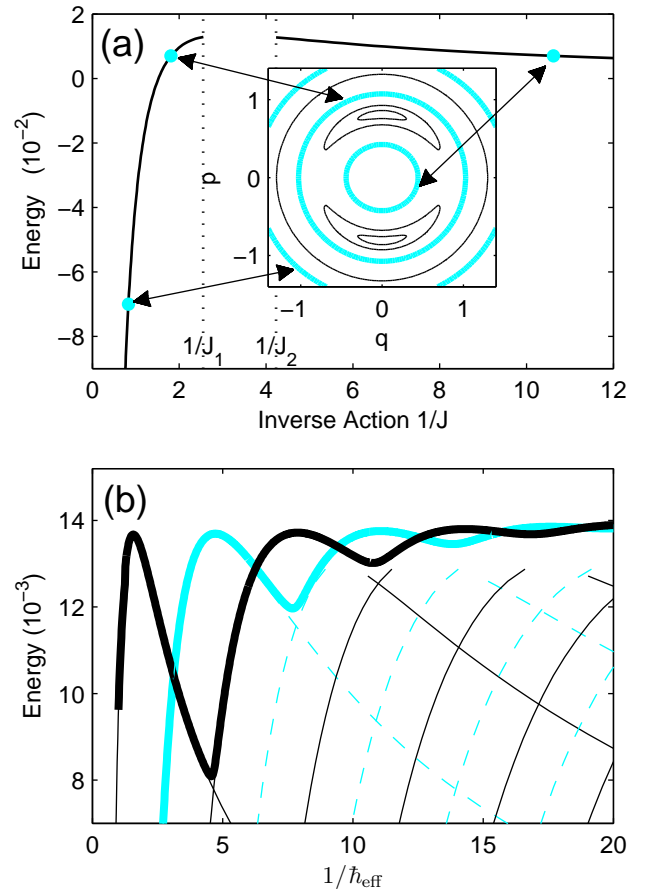 (a)
Energy (10⁻²)
2
0
−2
−4
−6
−8
p
1
0
−1
−1 0 1
q
1/J₁ 1/J₂
0 2 4 6 8 10 12
Inverse Action 1/J
(b)
Energy (10⁻³)
14
12
10
8
0 5 10 15 20
1/ℏeff